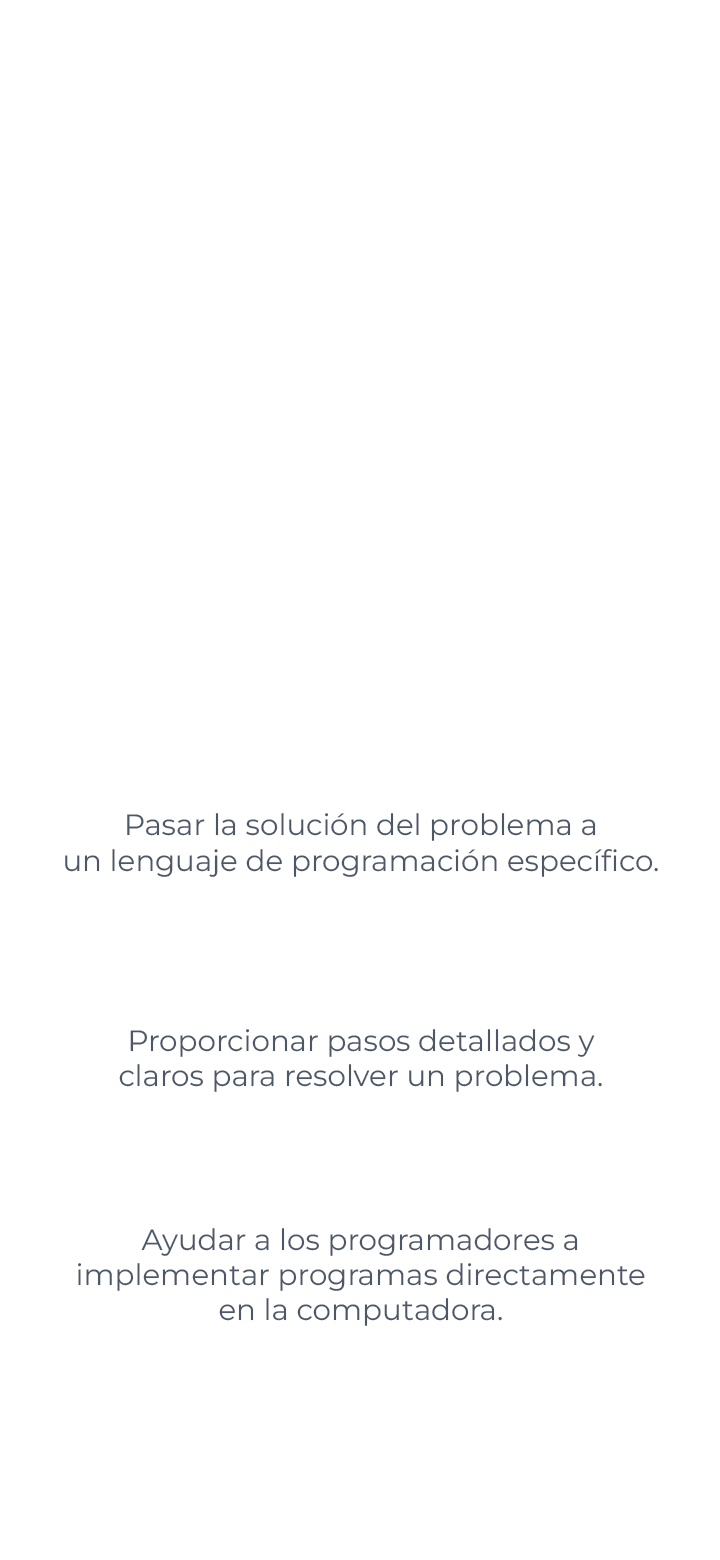 Pasar la solución del problema a
un lenguaje de programación específico.
Proporcionar pasos detallados y
claros para resolver un problema.
Ayudar a los programadores a
implementar programas directamente
en la computadora.